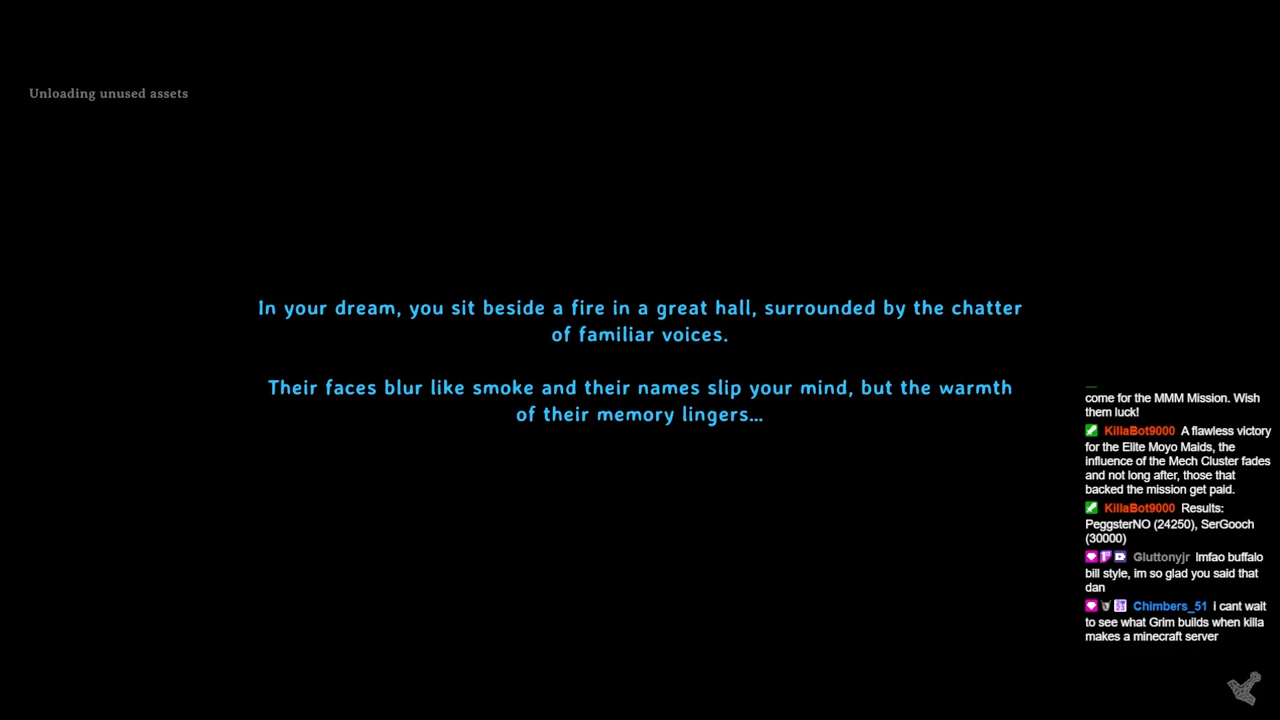 Unloading unused assets
In your dream, you sit beside a fire in a great hall, surrounded by the chatter
of familiar voices.
Their faces blur like smoke and their names slip your mind, but the warmth
of their memory lingers...
come for the MMM Mission. Wish
them luck!
KillaBot9000 A flawless victory
for the Elite Moyo Maids, the
influence of the Mech Cluster fades
and not long after, those that
backed the mission get paid.
KillaBot9000 Results:
PeggsterNO (24250), SerGooch
(30000)
Gluttonyjr lmfao buffalo
bill style, im so glad you said that
dan
Chimbers_51 i cant wait
to see what Grim builds when killa
makes a minecraft server